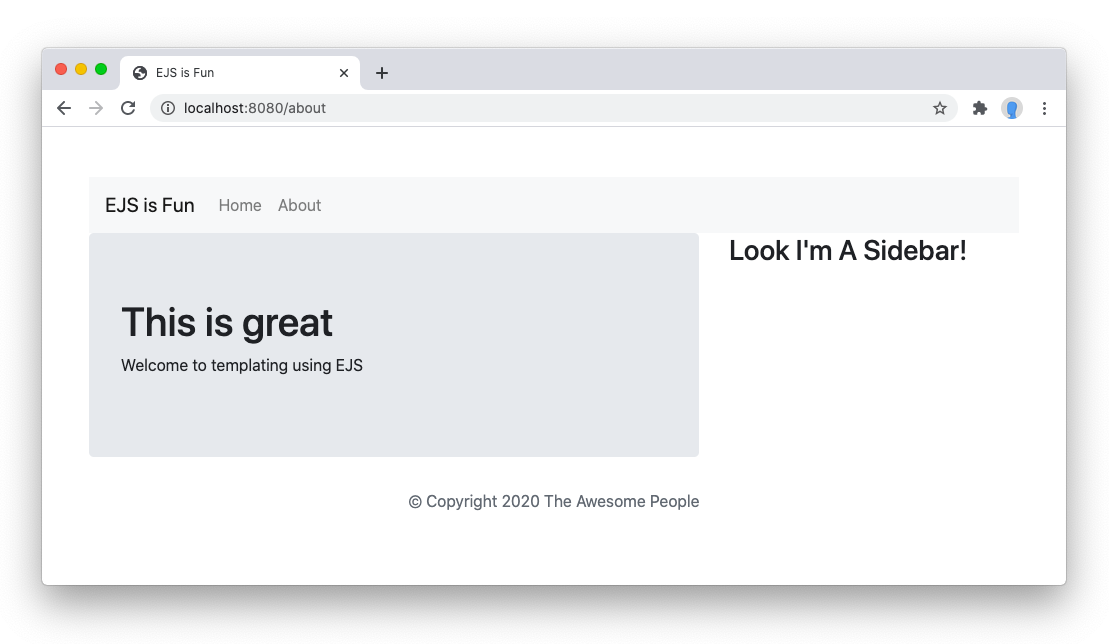 EJS is Fun
localhost:8080/about
EJS is Fun Home About
This is great
Welcome to templating using EJS
Look I'm A Sidebar!
© Copyright 2020 The Awesome People